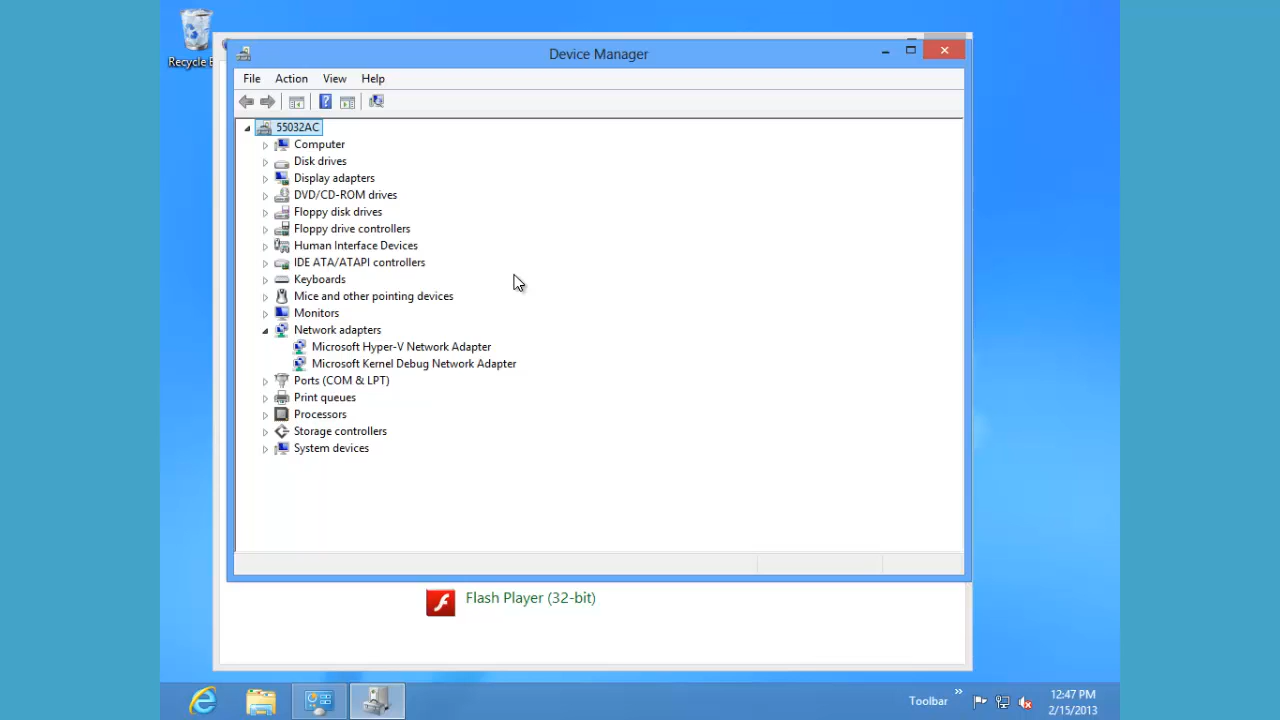 Recycle B
Device Manager
File Action View Help
55032AC
Computer
Disk drives
Display adapters
DVD/CD-ROM drives
Floppy disk drives
Floppy drive controllers
Human Interface Devices
IDE ATA/ATAPI controllers
Keyboards
Mice and other pointing devices
Monitors
Network adapters
Microsoft Hyper-V Network Adapter
Microsoft Kernel Debug Network Adapter
Ports (COM & LPT)
Print queues
Processors
Storage controllers
System devices
Flash Player (32-bit)
Toolbar
12:47 PM
2/15/2013